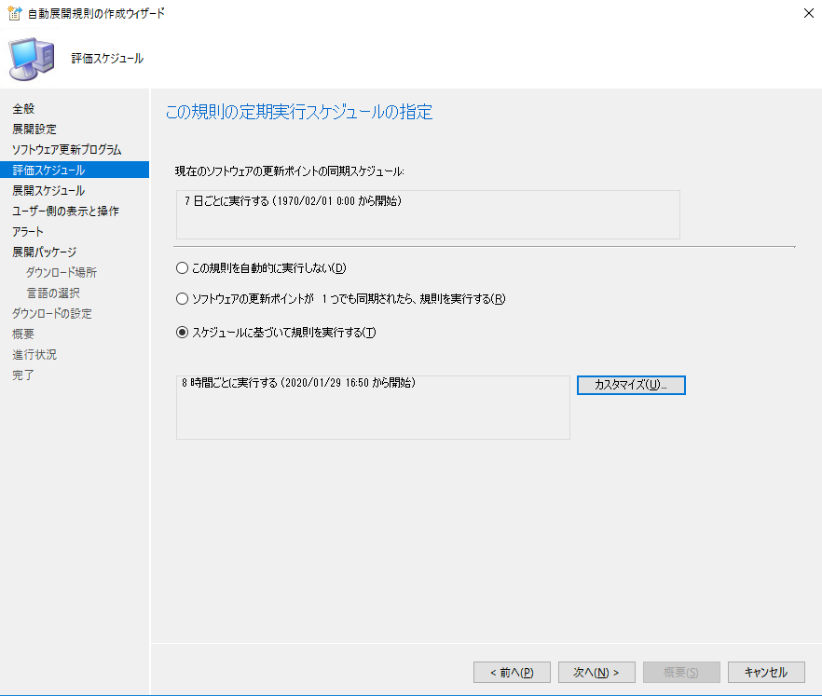 自動展開規則の作成ウィザード
評価スケジュール
全般
展開設定
ソフトウェア更新プログラム
評価スケジュール
展開スケジュール
ユーザー側の表示と操作
アラート
展開パッケージ
ダウンロード場所
言語の選択
ダウンロードの設定
概要
進行状況
完了
この規則の定期実行スケジュールの指定
現在のソフトウェアの更新ポイントの同期スケジュール:
7 日ごとに実行する (1970/02/01 0:00 から開始)
この規則を自動的に実行しない(D)
ソフトウェアの更新ポイントが 1 つでも同期されたら、規則を実行する(R)
スケジュールに基づいて規則を実行する(T)
8 時間ごとに実行する (2020/01/29 16:50 から開始)
カスタマイズ(U)...
< 前へ(P)
次へ(N) >
概要(S)
キャンセル